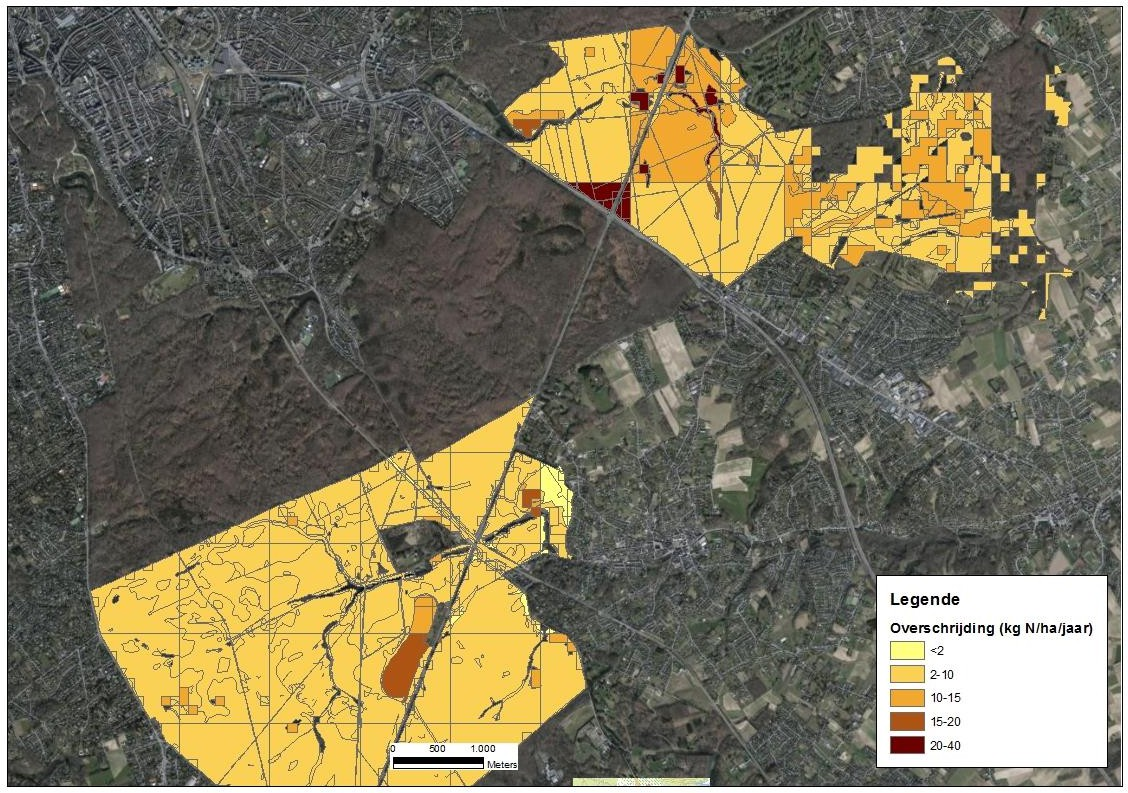 Legende
Overschrijding (kg N/ha/jaar)
<2
2-10
10-15
15-20
20-40
0 500 1.000
Meters